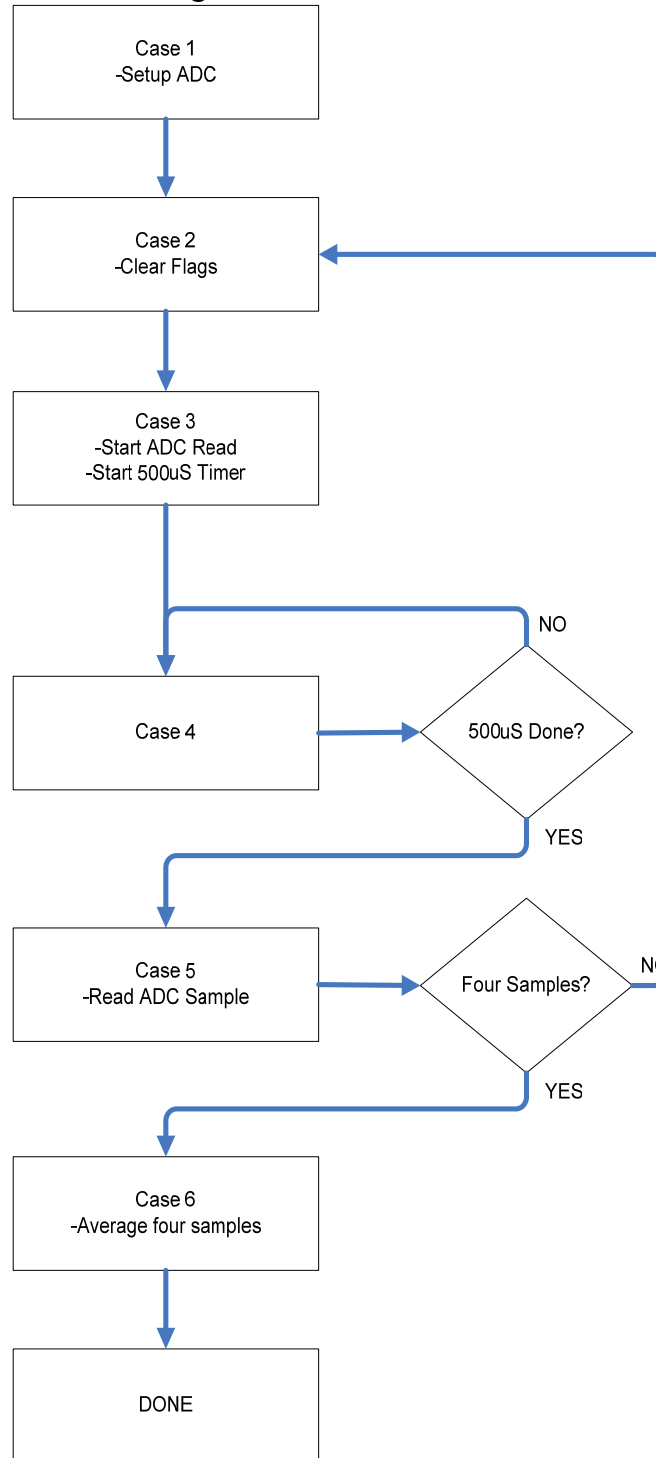 Case 1
-Setup ADC
Case 2
-Clear Flags
Case 3
-Start ADC Read
-Start 500uS Timer
NO
Case 4
500uS Done?
YES
Case 5
-Read ADC Sample
Four Samples?
YES
Case 6
-Average four samples
DONE